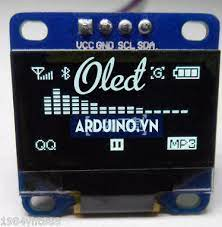 VCC GND SCL SDA
Oled
G
ARDUINO.VN
QQ
MP3